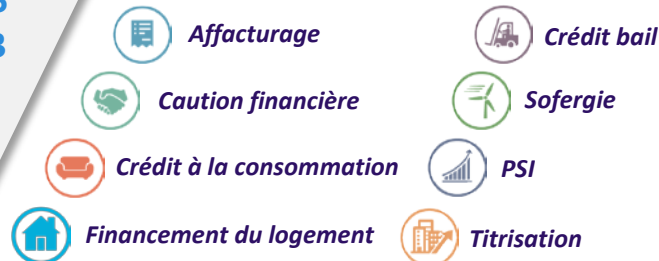 Affacturage
Crédit bail
Caution financière
Sofergie
Crédit à la consommation
PSI
Financement du logement
Titrisation